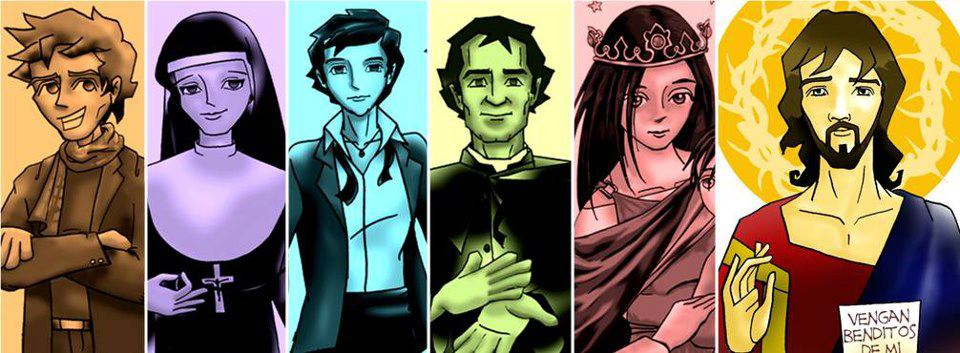 VENGAN
BENDITOS
DE MI